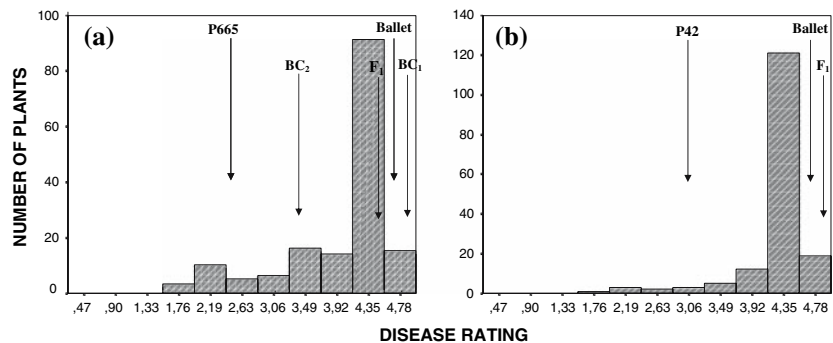 NUMBER OF PLANTS
(a)
P665
BC2
Ballet
F1
BC1
100
80
60
40
20
0
,47 ,90 1,33 1,76 2,19 2,63 3,06 3,49 3,92 4,35 4,78
(b)
P42
Ballet
F1
140
120
100
80
60
40
20
0
,47 ,90 1,33 1,76 2,19 2,63 3,06 3,49 3,92 4,35 4,78
DISEASE RATING